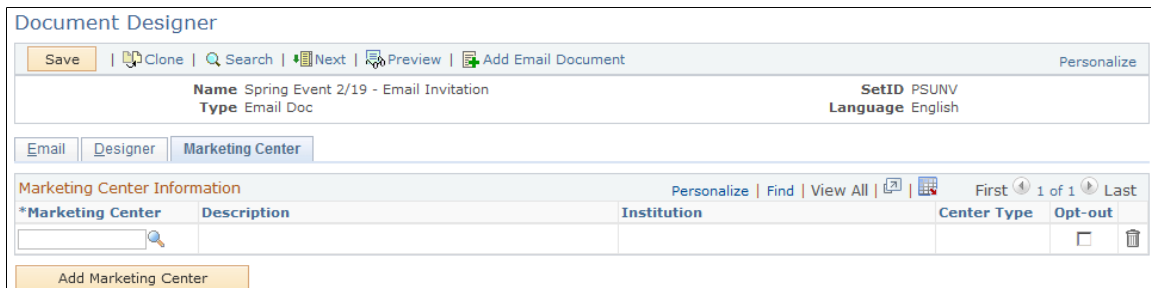 Document Designer
Save | Clone | Search | Next | Preview | Add Email Document Personalize
Name Spring Event 2/19 - Email Invitation SetID PSUNV
Type Email Doc Language English
Email Designer Marketing Center
Marketing Center Information Personalize | Find | View All | | First 1 of 1 Last
*Marketing Center Description Institution Center Type Opt-out
Add Marketing Center